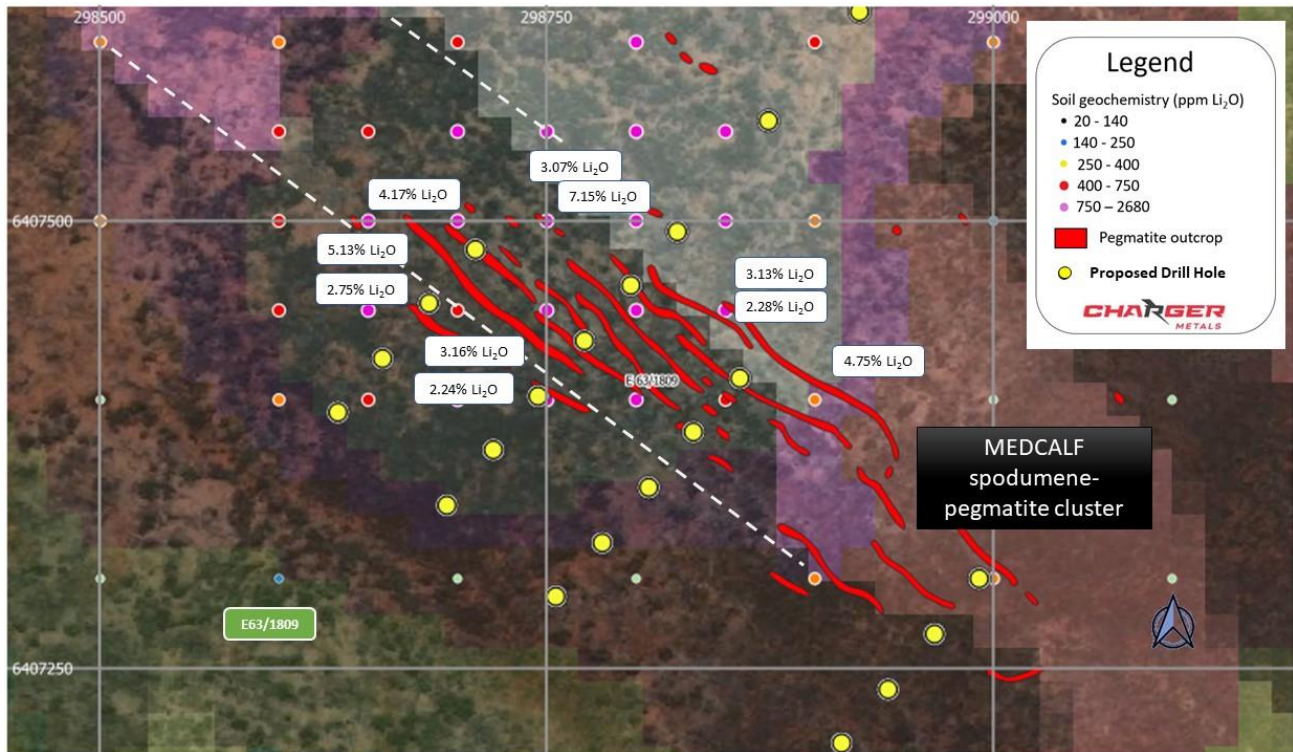 298500
298750
299000
Legend
Soil geochemistry (ppm Li₂O)
20 - 140
140 - 250
250 - 400
400 - 750
750 – 2680
Pegmatite outcrop
Proposed Drill Hole
CHARGER
METALS
3.07% Li₂O
4.17% Li₂O
7.15% Li₂O
6407500
5.13% Li₂O
2.75% Li₂O
3.13% Li₂O
2.28% Li₂O
3.16% Li₂O
4.75% Li₂O
2.24% Li₂O
E 63/1809
MEDCALF
spodumene-
pegmatite cluster
E63/1809
6407250